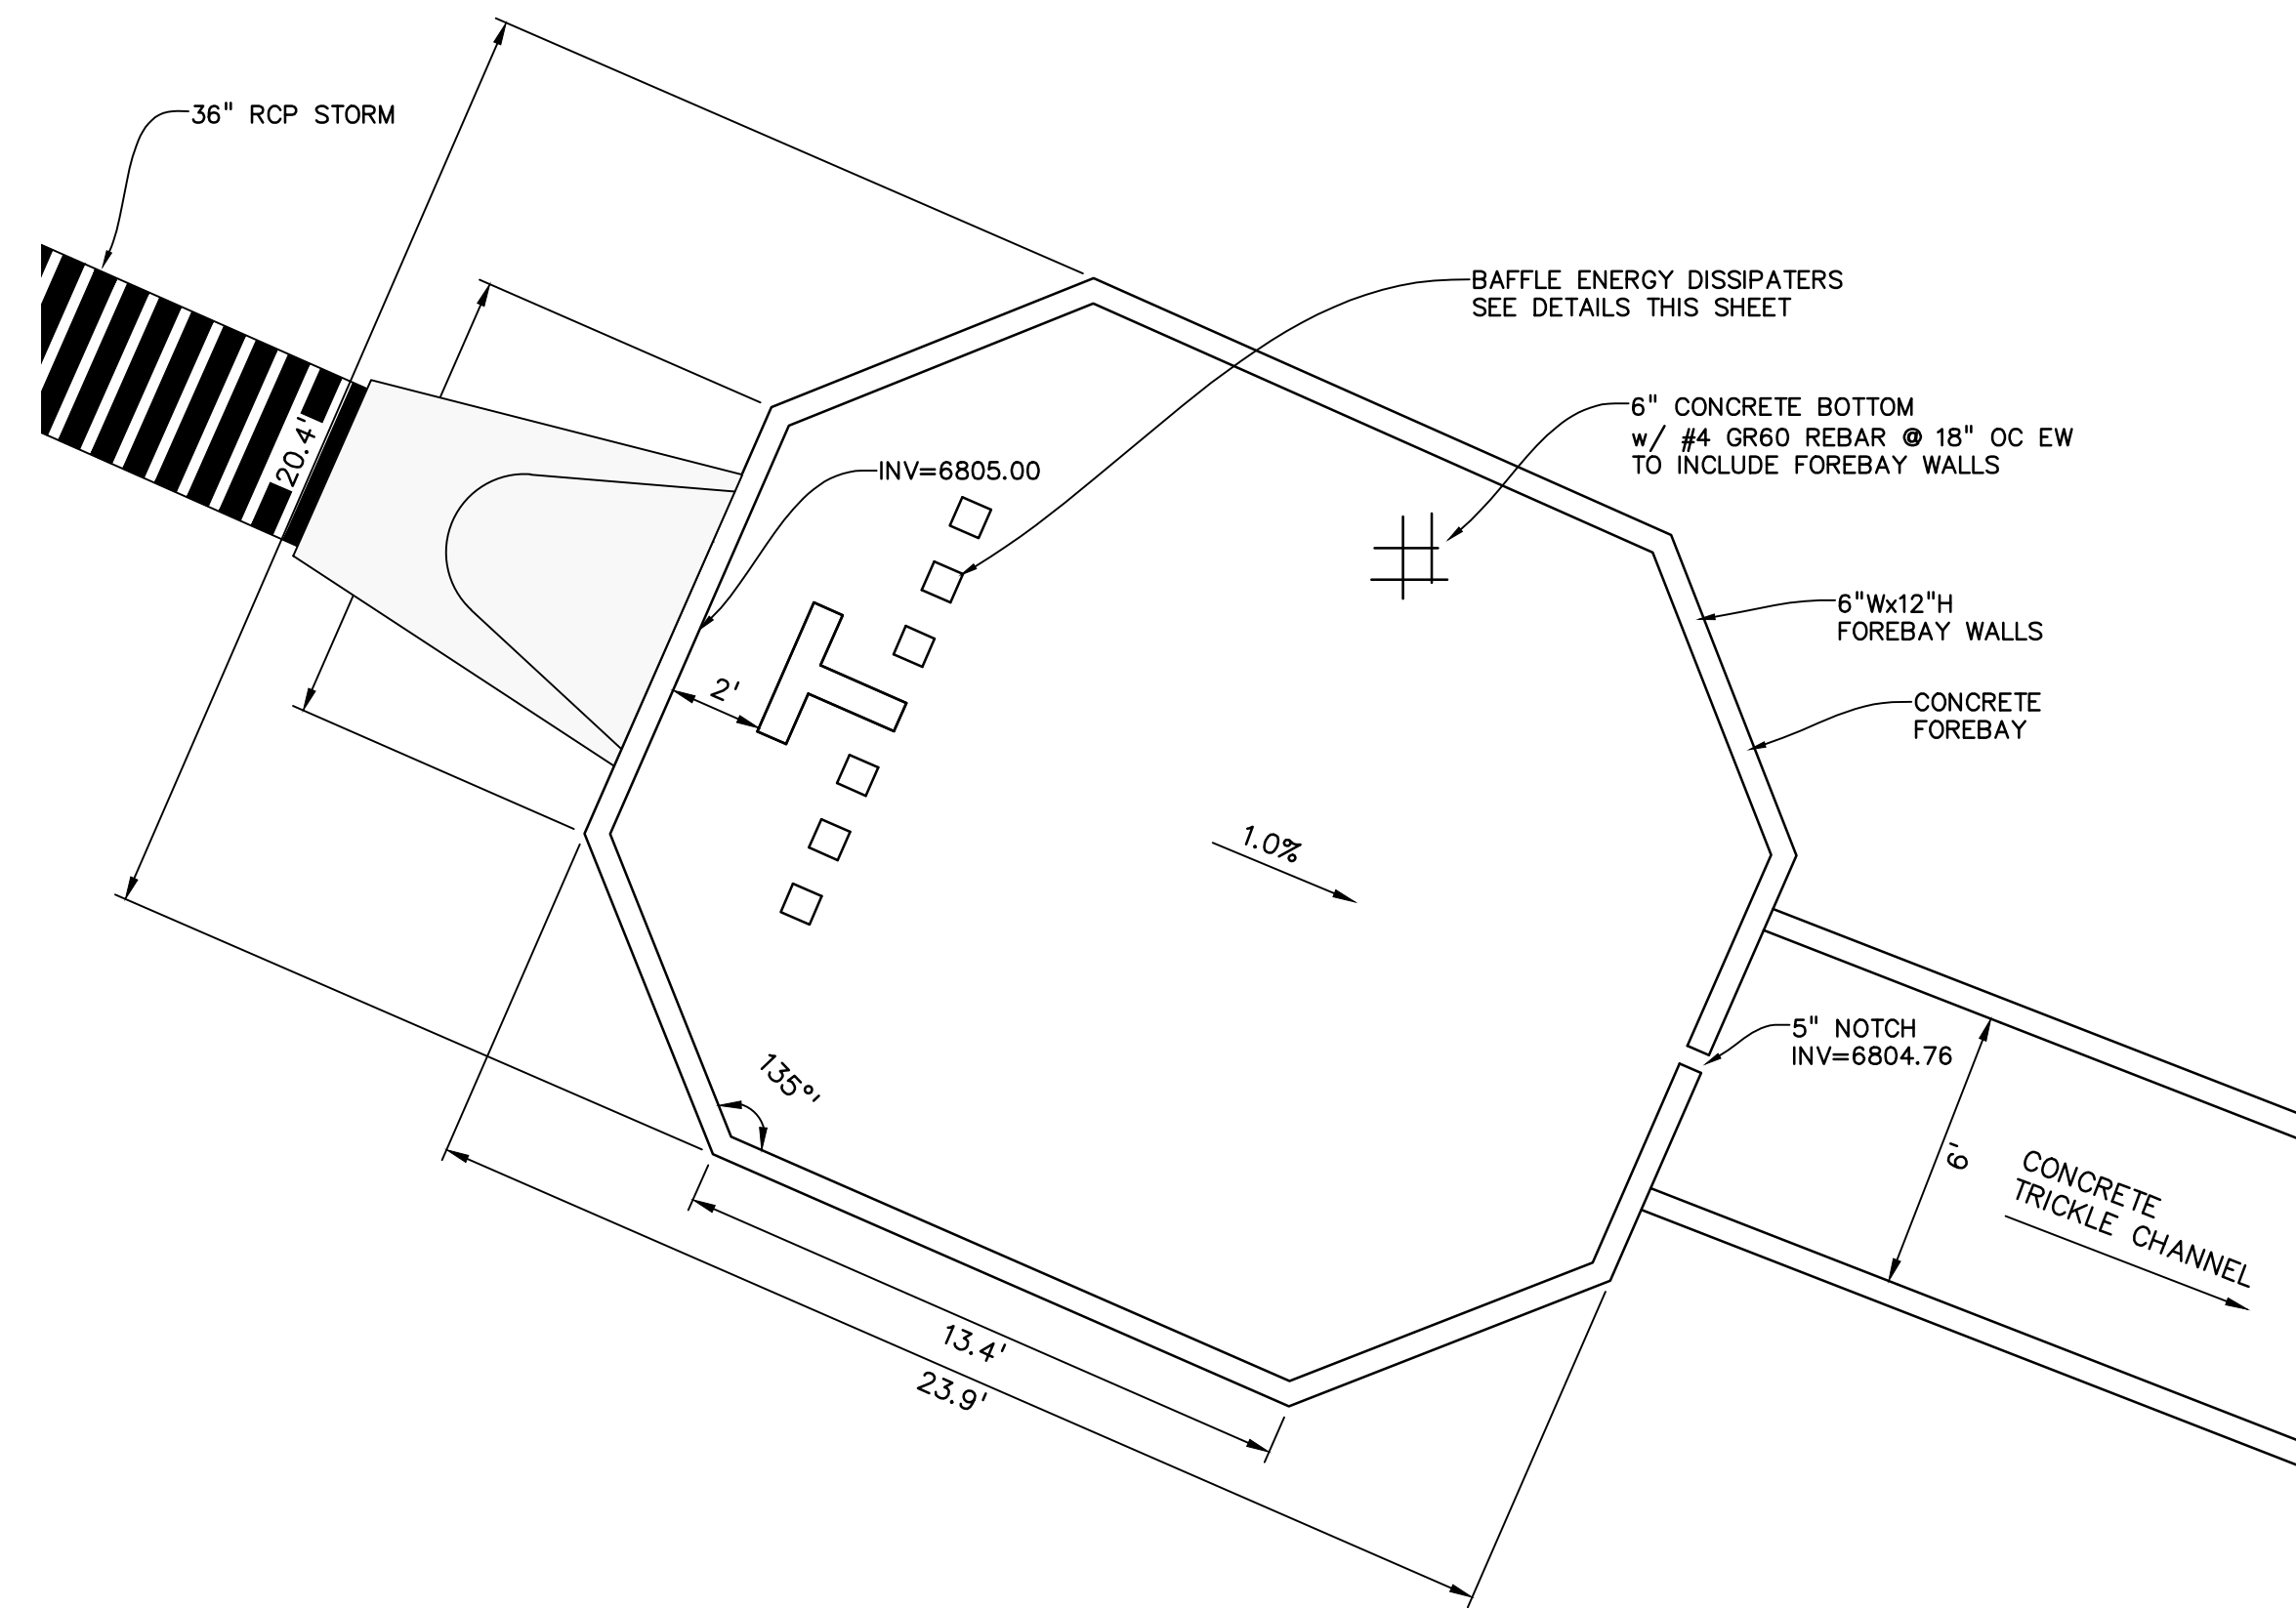 36" RCP STORM
BAFFLE ENERGY DISSIPATERS
SEE DETAILS THIS SHEET
6" CONCRETE BOTTOM
w/ #4 GR60 REBAR @ 18" OC EW
TO INCLUDE FOREBAY WALLS
20.4'
INV=6805.00
6"Wx12"H
FOREBAY WALLS
2'
CONCRETE
FOREBAY
1.0%
5" NOTCH
INV=6804.76
135°'
6'
CONCRETE
TRICKLE CHANNEL
13.4'
23.9'